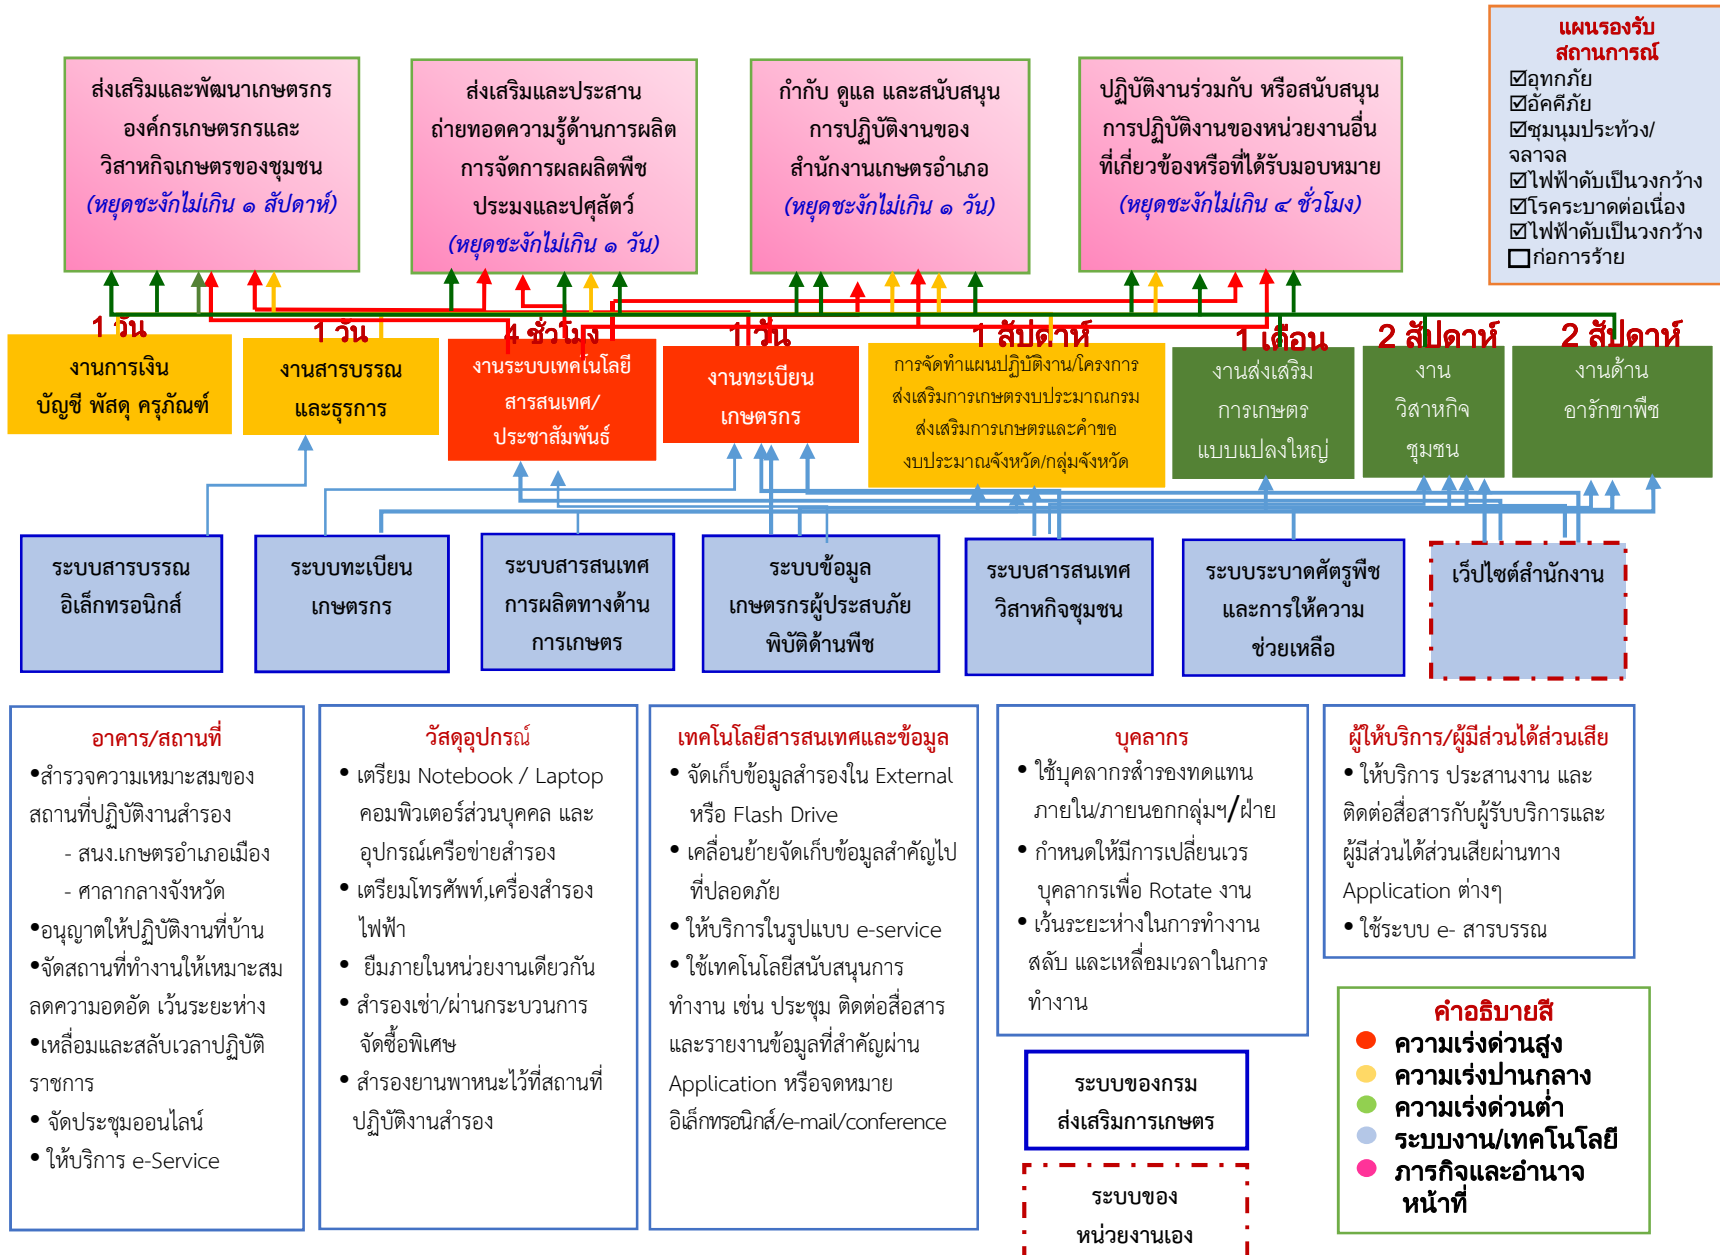 แผนรองรับ
สถานการณ์
☑อุทกภัย
☑อัคคีภัย
☑ชุมนุมประท้วง/
จลาจล
☑ไฟฟ้าดับเป็นวงกว้าง
☑โรคระบาดต่อเนื่อง
☑ไฟฟ้าดับเป็นวงกว้าง
☐ก่อการร้าย
ส่งเสริมและพัฒนาเกษตรกร
องค์กรเกษตรกรและ
วิสาหกิจเกษตรของชุมชน
(หยุดชะงักไม่เกิน ๑ สัปดาห์)
ส่งเสริมและประสาน
ถ่ายทอดความรู้ด้านการผลิต
การจัดการผลผลิตพืช
ประมงและปศุสัตว์
(หยุดชะงักไม่เกิน ๑ วัน)
กำกับ ดูแล และสนับสนุน
การปฏิบัติงานของ
สำนักงานเกษตรอำเภอ
(หยุดชะงักไม่เกิน ๑ วัน)
ปฏิบัติงานร่วมกับ หรือสนับสนุน
การปฏิบัติงานของหน่วยงานอื่น
ที่เกี่ยวข้องหรือที่ได้รับมอบหมาย
(หยุดชะงักไม่เกิน ๔ ชั่วโมง)
1 วัน
งานการเงิน
บัญชี พัสดุ ครุภัณฑ์
1 วัน
งานสารบรรณ
และธุรการ
4 ชั่วโมง
งานระบบเทคโนโลยี
สารสนเทศ/
ประชาสัมพันธ์
1 วัน
งานทะเบียน
เกษตรกร
1 สัปดาห์
การจัดทำแผนปฏิบัติงาน/โครงการ
ส่งเสริมการเกษตรงบประมาณกรม
ส่งเสริมการเกษตรและคำขอ
งบประมาณจังหวัด/กลุ่มจังหวัด
1 เดือน
งานส่งเสริม
การเกษตร
แบบแปลงใหญ่
2 สัปดาห์
งาน
วิสาหกิจ
ชุมชน
2 สัปดาห์
งานด้าน
อารักขาพืช
ระบบสารบรรณ
อิเล็กทรอนิกส์
ระบบทะเบียน
เกษตรกร
ระบบสารสนเทศ
การผลิตทางด้าน
การเกษตร
ระบบข้อมูล
เกษตรกรผู้ประสบภัย
พิบัติด้านพืช
ระบบสารสนเทศ
วิสาหกิจชุมชน
ระบบระบาดศัตรูพืช
และการให้ความ
ช่วยเหลือ
เว็ปไซต์สำนักงาน
อาคาร/สถานที่
•สำรวจความเหมาะสมของ
สถานที่ปฏิบัติงานสำรอง
- สนง.เกษตรอำเภอเมือง
- ศาลากลางจังหวัด
•อนุญาตให้ปฏิบัติงานที่บ้าน
•จัดสถานที่ทำงานให้เหมาะสม
ลดความอดอัด เว้นระยะห่าง
•เหลื่อมและสลับเวลาปฏิบัติ
ราชการ
• จัดประชุมออนไลน์
• ให้บริการ e-Service
วัสดุอุปกรณ์
• เตรียม Notebook / Laptop
คอมพิวเตอร์ส่วนบุคคล และ
อุปกรณ์เครือข่ายสำรอง
• เตรียมโทรศัพท์,เครื่องสำรอง
ไฟฟ้า
• ยืมภายในหน่วยงานเดียวกัน
• สำรองเช่า/ผ่านกระบวนการ
จัดซื้อพิเศษ
• สำรองยานพาหนะไว้ที่สถานที่
ปฏิบัติงานสำรอง
เทคโนโลยีสารสนเทศและข้อมูล
• จัดเก็บข้อมูลสำรองใน External
หรือ Flash Drive
• เคลื่อนย้ายจัดเก็บข้อมูลสำคัญไป
ที่ปลอดภัย
• ให้บริการในรูปแบบ e-service
• ใช้เทคโนโลยีสนับสนุนการ
ทำงาน เช่น ประชุม ติดต่อสื่อสาร
และรายงานข้อมูลที่สำคัญผ่าน
Application หรือจดหมาย
อิเล็กทรอนิกส์/e-mail/conference
บุคลากร
• ใช้บุคลากรสำรองทดแทน
ภายใน/ภายนอกกลุ่มฯ/ฝ่าย
• กำหนดให้มีการเปลี่ยนเวร
บุคลากรเพื่อ Rotate งาน
• เว้นระยะห่างในการทำงาน
สลับ และเหลื่อมเวลาในการ
ทำงาน
ผู้ให้บริการ/ผู้มีส่วนได้ส่วนเสีย
• ให้บริการ ประสานงาน และ
ติดต่อสื่อสารกับผู้รับบริการและ
ผู้มีส่วนได้ส่วนเสียผ่านทาง
Application ต่างๆ
• ใช้ระบบ e- สารบรรณ
ระบบของกรม
ส่งเสริมการเกษตร
ระบบของ
หน่วยงานเอง
คำอธิบายสี
ความเร่งด่วนสูง
ความเร่งปานกลาง
ความเร่งด่วนต่ำ
ระบบงาน/เทคโนโลยี
ภารกิจและอำนาจ
หน้าที่